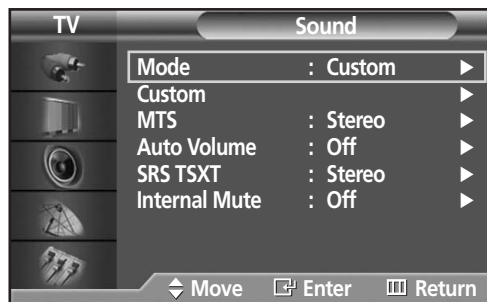 TV Sound
Mode : Custom ▶
Custom ▶
MTS : Stereo ▶
Auto Volume : Off ▶
SRS TSXT : Stereo ▶
Internal Mute : Off ▶
Move Enter Return